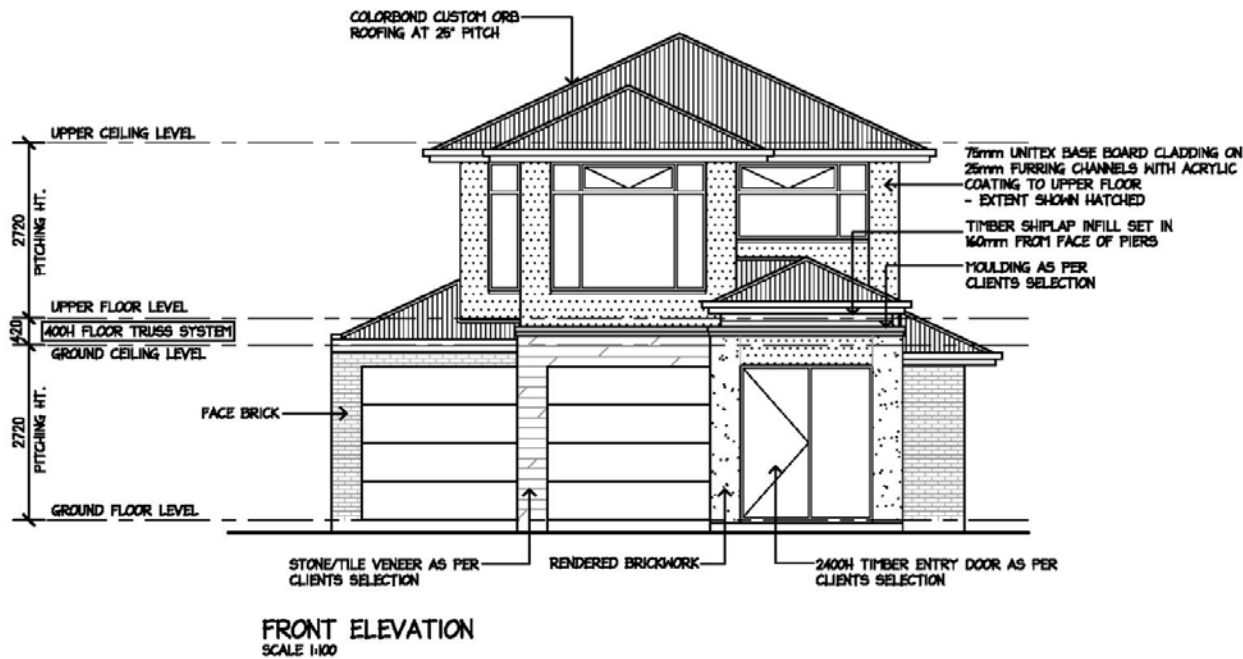 COLORBOND CUSTOM ORB
ROOFING AT 25° PITCH
UPPER CEILING LEVEL
75mm UNITEX BASE BOARD CLADDING ON
25mm FURRING CHANNELS WITH ACRYLIC
COATING TO UPPER FLOOR
- EXTENT SHOWN HATCHED
2720
PITCHING HT.
TIMBER SHIPLAP INFILL SET IN
160mm FROM FACE OF PIERS
MOULDING AS PER
CLIENTS SELECTION
UPPER FLOOR LEVEL
420
400H FLOOR TRUSS SYSTEM
GROUND CEILING LEVEL
2720
PITCHING HT.
FACE BRICK
GROUND FLOOR LEVEL
STONE/TILE VENEER AS PER
CLIENTS SELECTION
RENDERED BRICKWORK
2400H TIMBER ENTRY DOOR AS PER
CLIENTS SELECTION
FRONT ELEVATION
SCALE 1:100